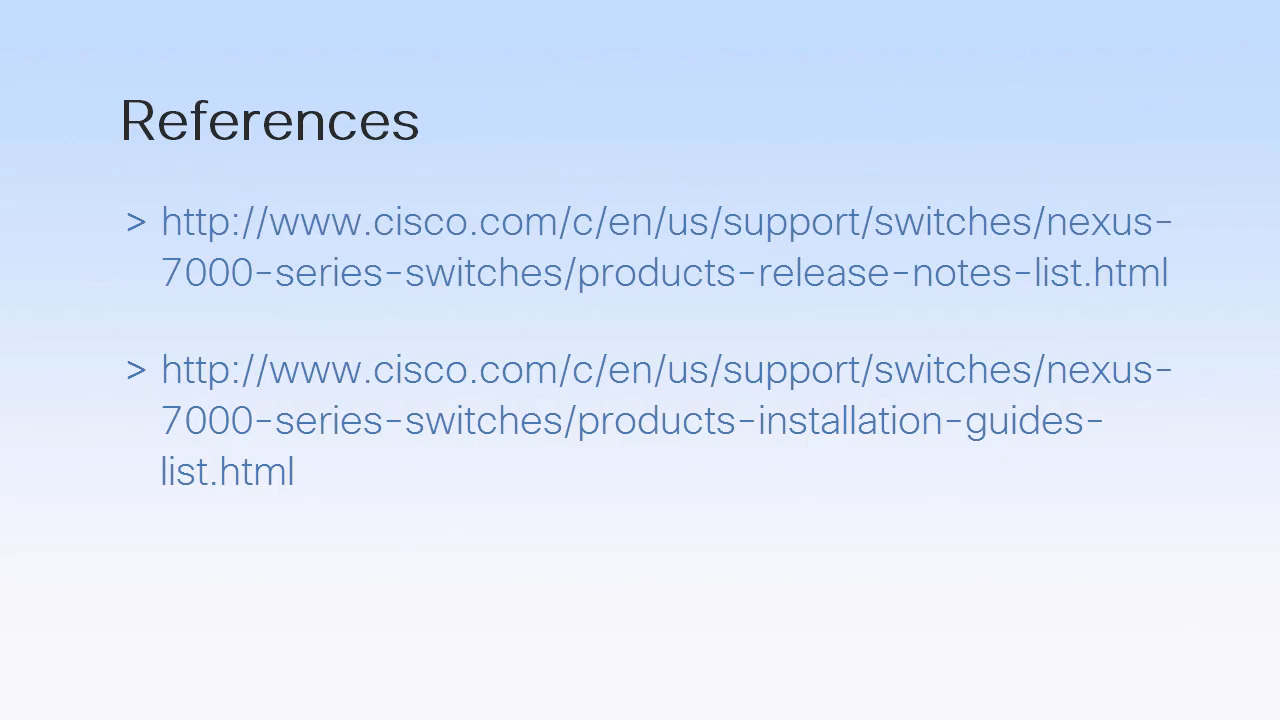 References
> http://www.cisco.com/c/en/us/support/switches/nexus-
7000-series-switches/products-release-notes-list.html
> http://www.cisco.com/c/en/us/support/switches/nexus-
7000-series-switches/products-installation-guides-
list.html